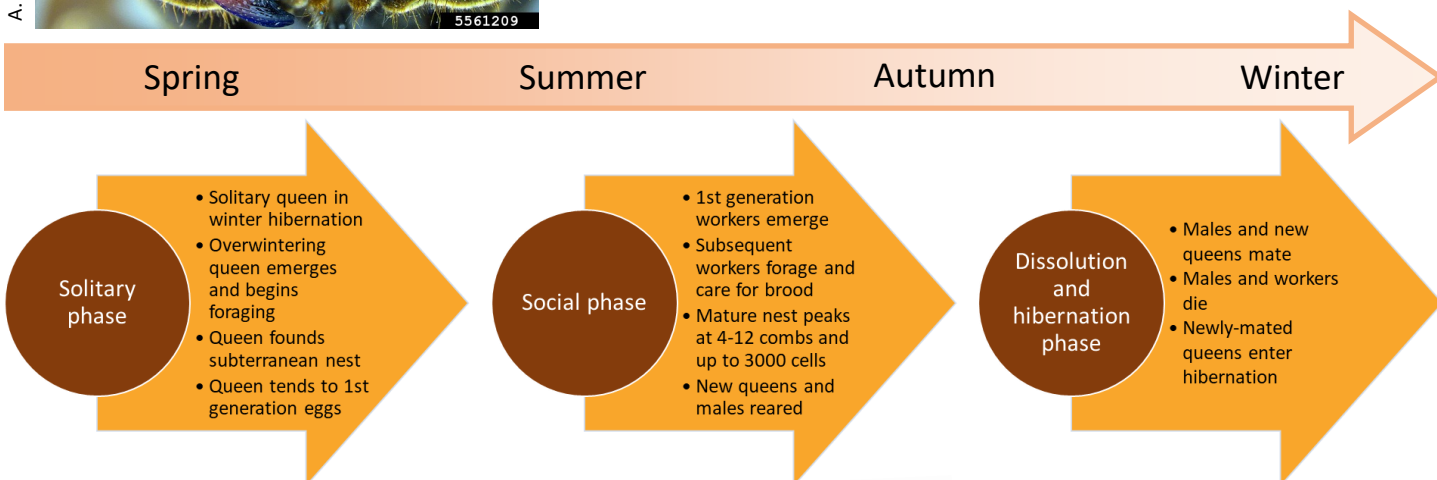 A.
5561209
Spring
Summer
Autumn
Winter
Solitary
phase
• Solitary queen in
winter hibernation
• Overwintering
queen emerges
and begins
foraging
• Queen founds
subterranean nest
• Queen tends to 1st
generation eggs
Social phase
• 1st generation
workers emerge
• Subsequent
workers forage and
care for brood
• Mature nest peaks
at 4-12 combs and
up to 3000 cells
• New queens and
males reared
Dissolution
and
hibernation
phase
• Males and new
queens mate
• Males and workers
die
• Newly-mated
queens enter
hibernation